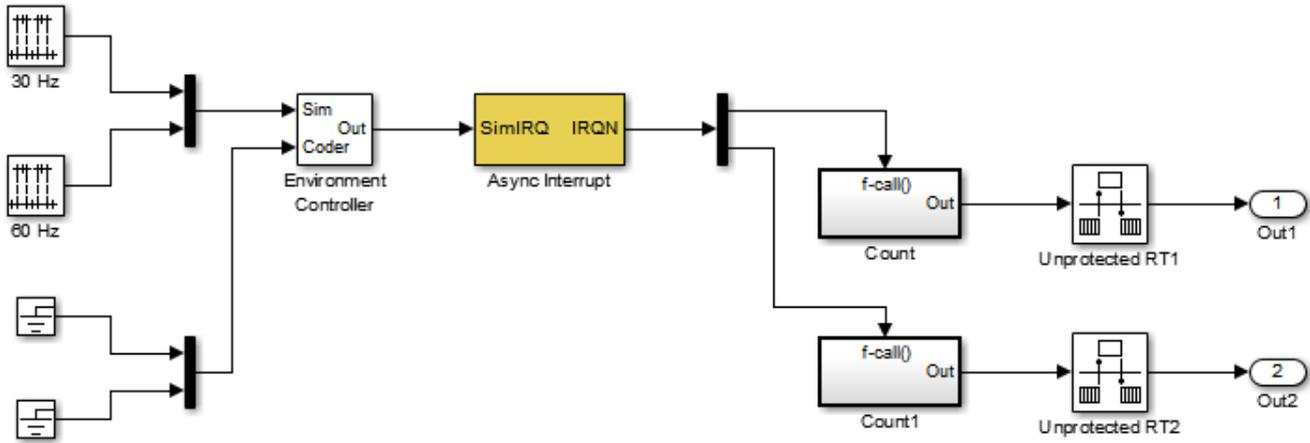 30 Hz
60 Hz
Sim
Out
Coder
Environment
Controller
SimIRQ IRQN
Async Interrupt
f-call()
Out
Count
Unprotected RT1
1
Out1
f-call()
Out
Count1
Unprotected RT2
2
Out2